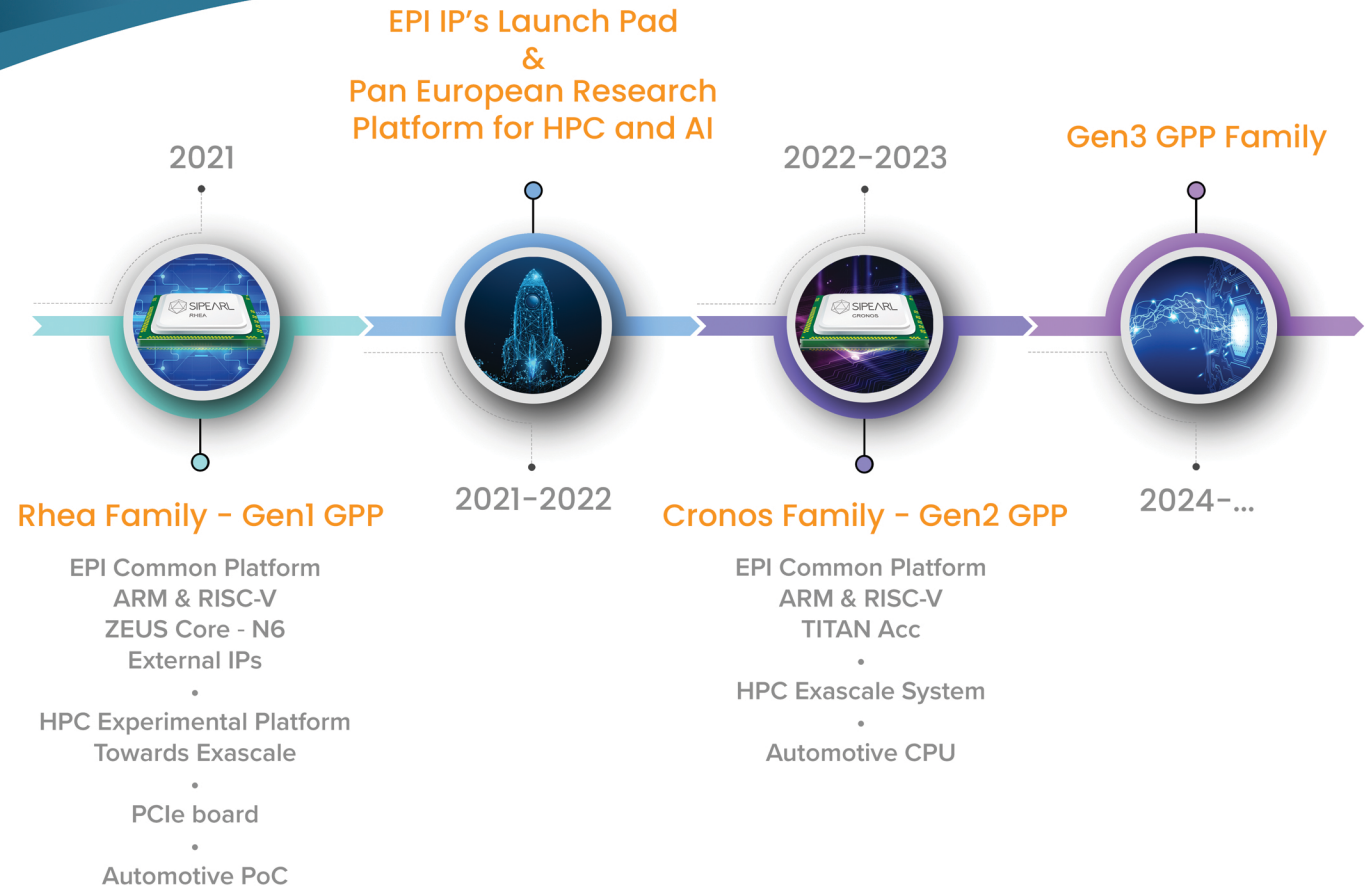 2021
Rhea Family - Gen1 GPP
EPI Common Platform
ARM & RISC-V
ZEUS Core - N6
External IPs
•
HPC Experimental Platform
Towards Exascale
•
PCIe board
•
Automotive PoC
EPI IP's Launch Pad
&
Pan European Research
Platform for HPC and AI
2021-2022
2022-2023
Cronos Family - Gen2 GPP
EPI Common Platform
ARM & RISC-V
TITAN Acc
•
HPC Exascale System
•
Automotive CPU
Gen3 GPP Family
2024-...
SIPEARL
RHEA
SIPEARL
CRONOS